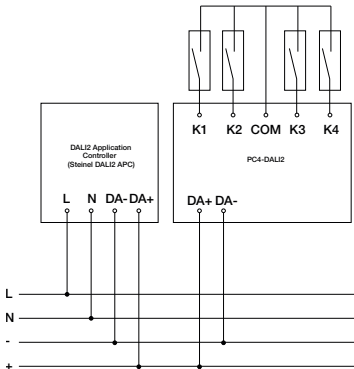 K1 K2 COM K3 K4
DALI2 Application
Controller
(Steinel DALI2 APC)
PC4-DALI2
L N DA- DA+
DA+ DA-
L
N
-
+